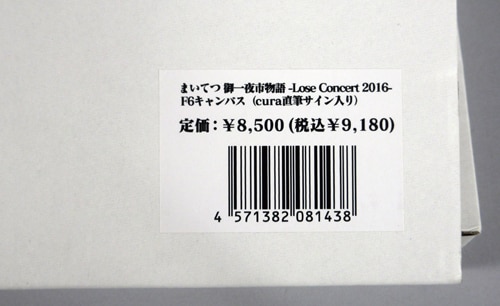 まいてつ 御一夜市物語 -Lose Concert 2016-
F6キャンバス（cura直筆サイン入り）
定価：￥8,500 (税込￥9,180)
4 571382 081438